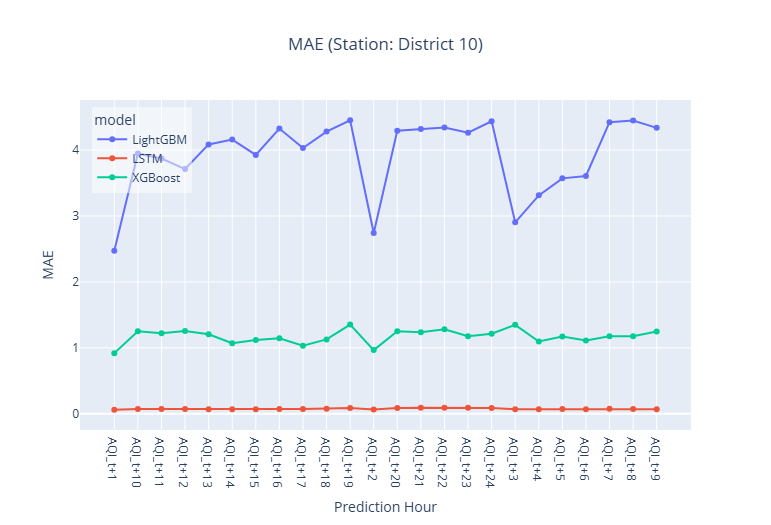 MAE (Station: District 10)
model
LightGBM
LSTM
XGBoost
MAE
4
3
2
1
0
AQI_t+1
AQI_t+10
AQI_t+11
AQI_t+12
AQI_t+13
AQI_t+14
AQI_t+15
AQI_t+16
AQI_t+17
AQI_t+18
AQI_t+19
AQI_t+2
AQI_t+20
AQI_t+21
AQI_t+22
AQI_t+23
AQI_t+24
AQI_t+3
AQI_t+4
AQI_t+5
AQI_t+6
AQI_t+7
AQI_t+8
AQI_t+9
Prediction Hour